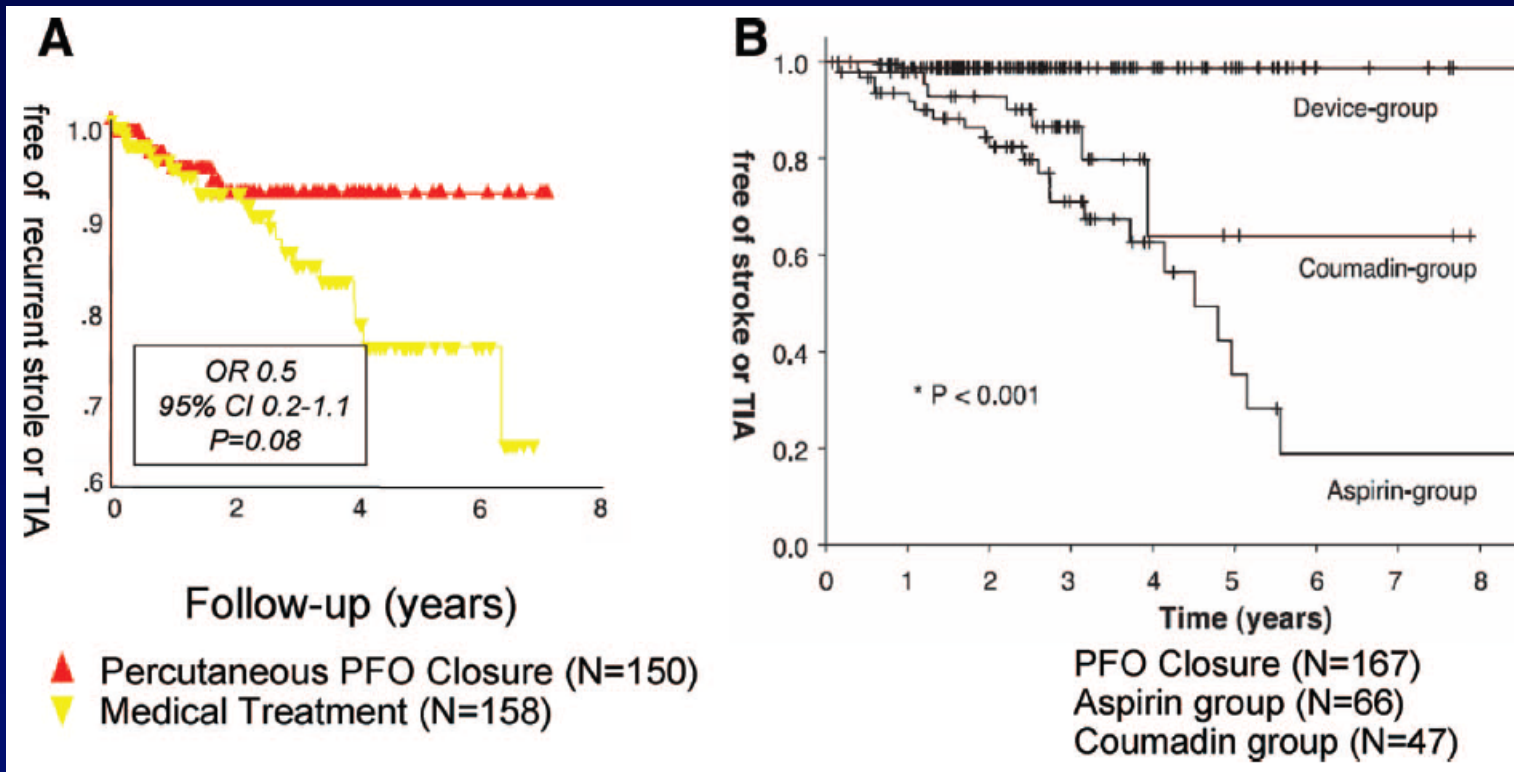 A
free of recurrent strole or TIA
1.0
.9
.8
.7
.6
OR 0.5
95% CI 0.2-1.1
P=0.08
0 2 4 6 8
Follow-up (years)
Percutaneous PFO Closure (N=150)
Medical Treatment (N=158)
B
free of stroke or TIA
1.0
0.8
0.6
0.4
0.2
0.0
Device-group
Coumadin-group
* P < 0.001
Aspirin-group
0 1 2 3 4 5 6 7 8
Time (years)
PFO Closure (N=167)
Aspirin group (N=66)
Coumadin group (N=47)